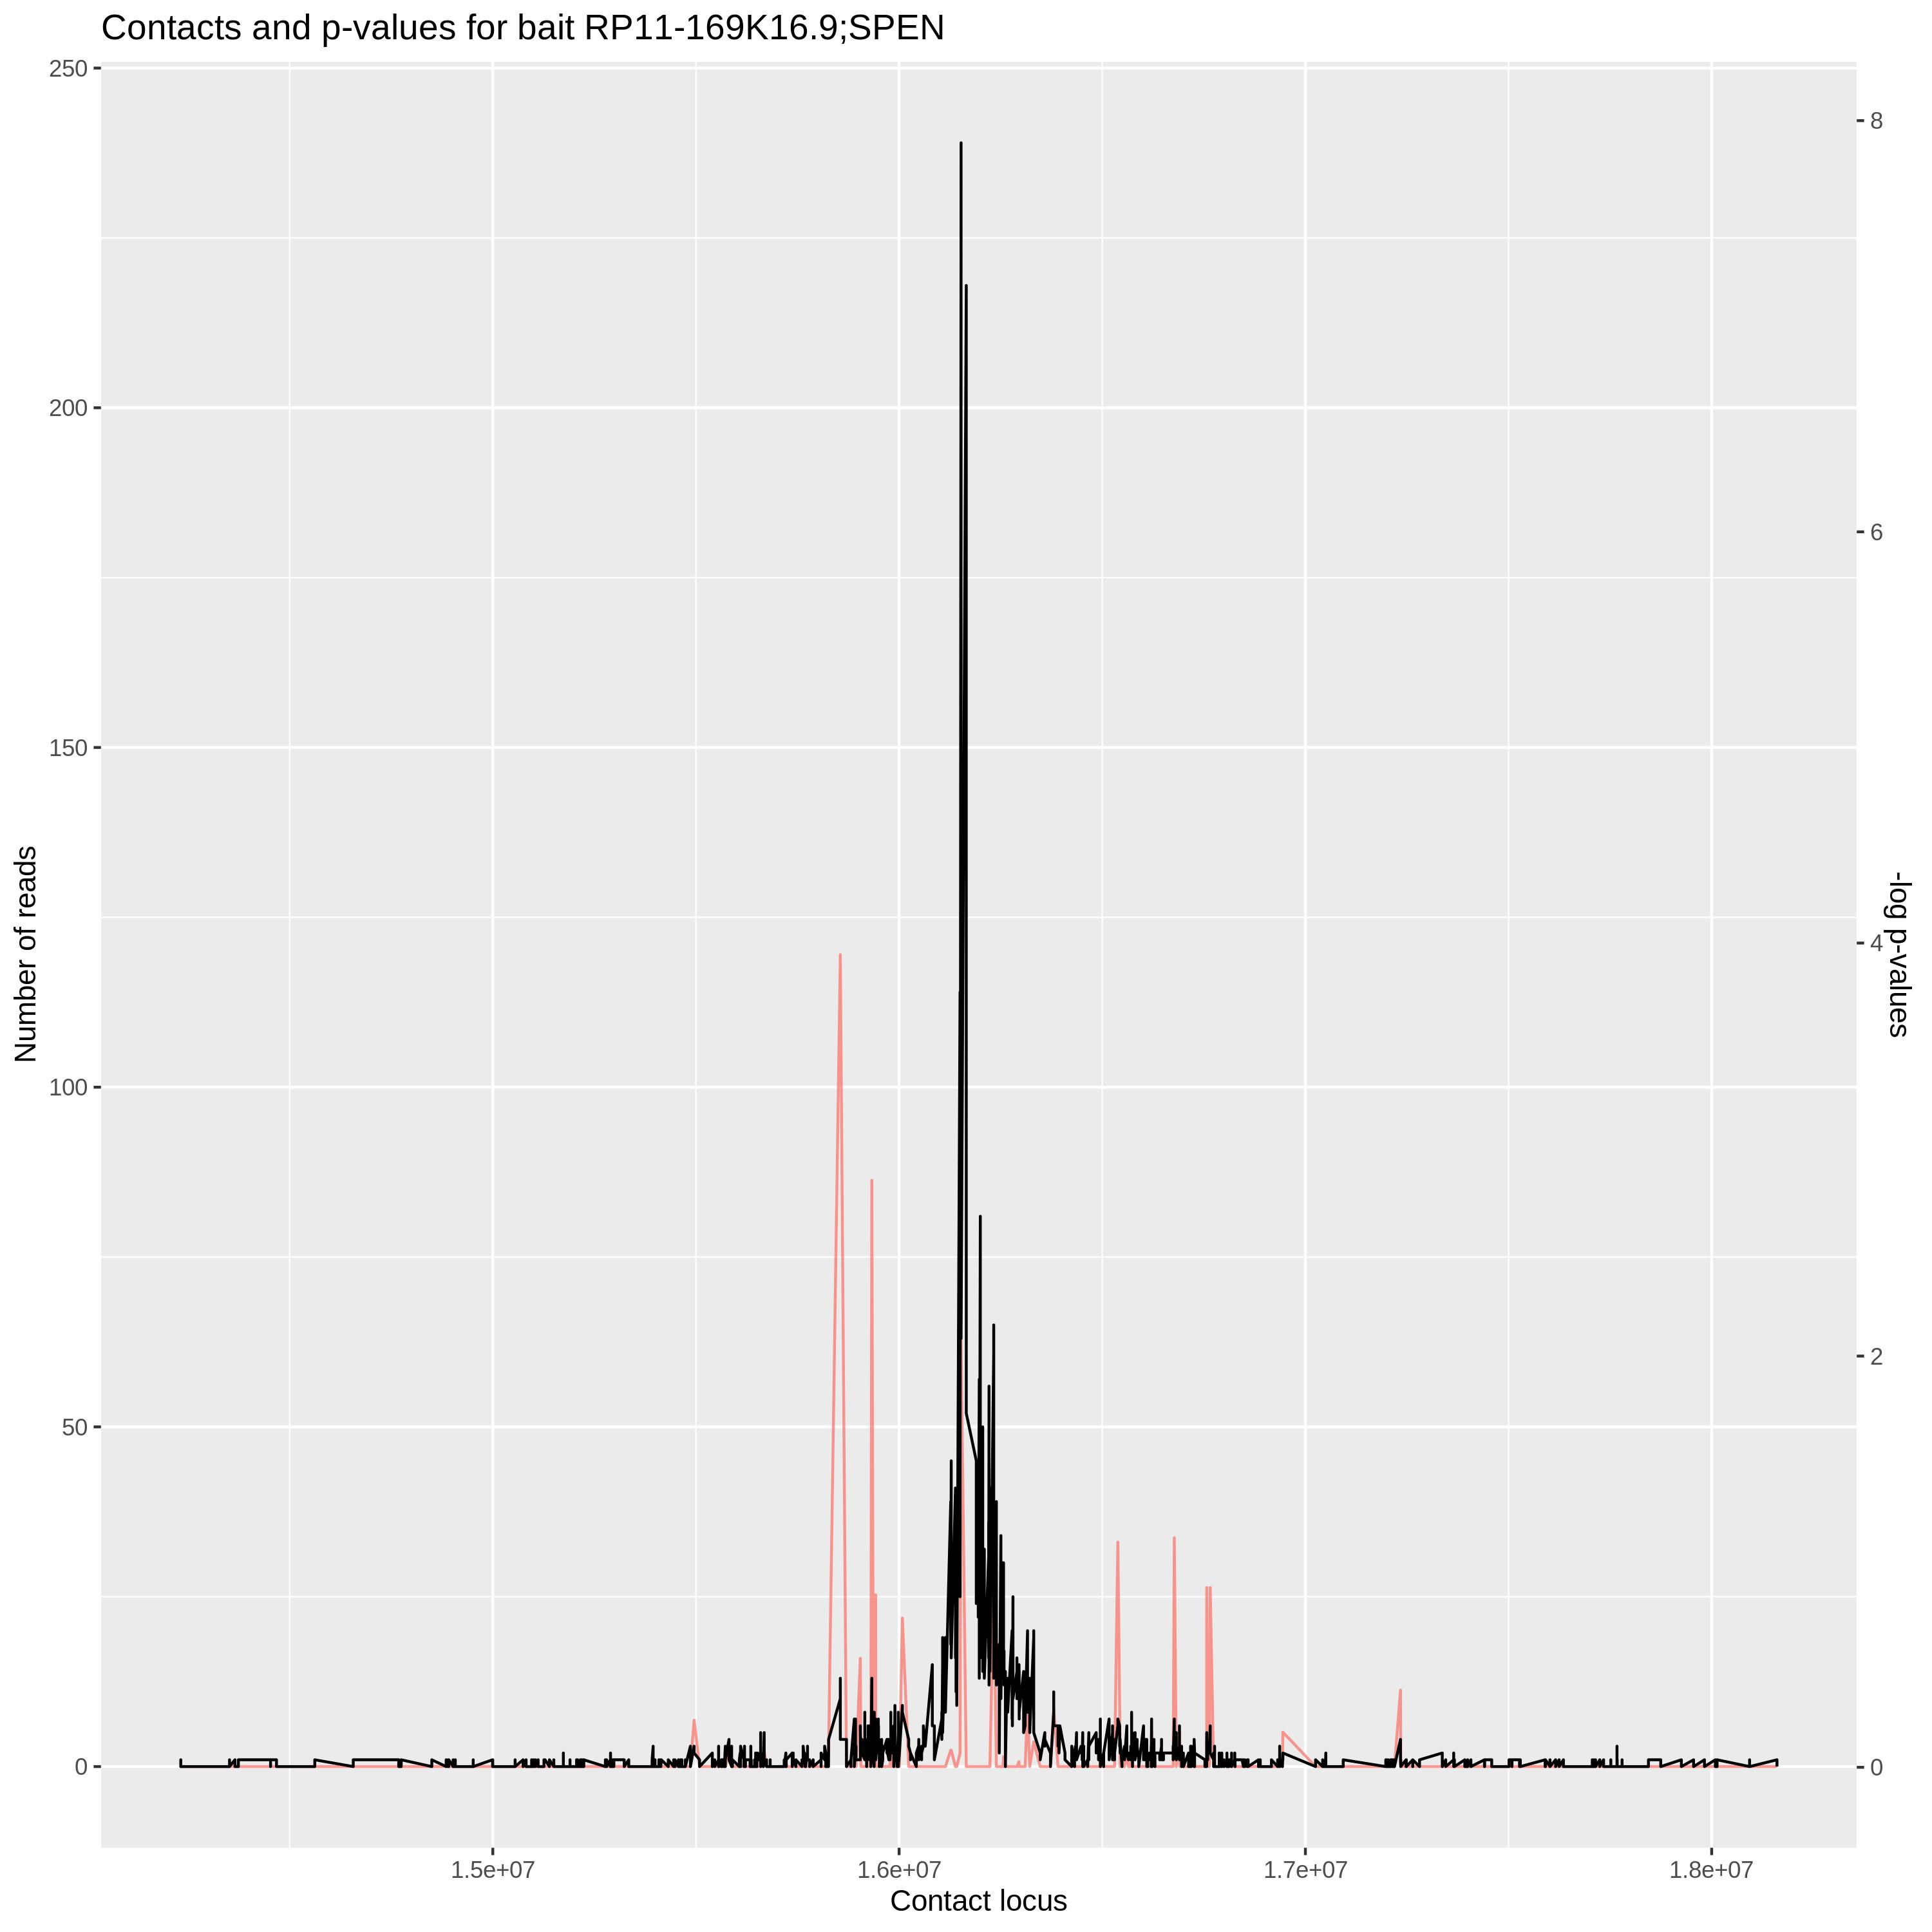 Contacts and p-values for bait RP11-169K16.9;SPEN
250
200
150
100
50
0
Number of reads
8
6
4
2
0
-log p-values
1.5e+07
1.6e+07
1.7e+07
1.8e+07
Contact locus